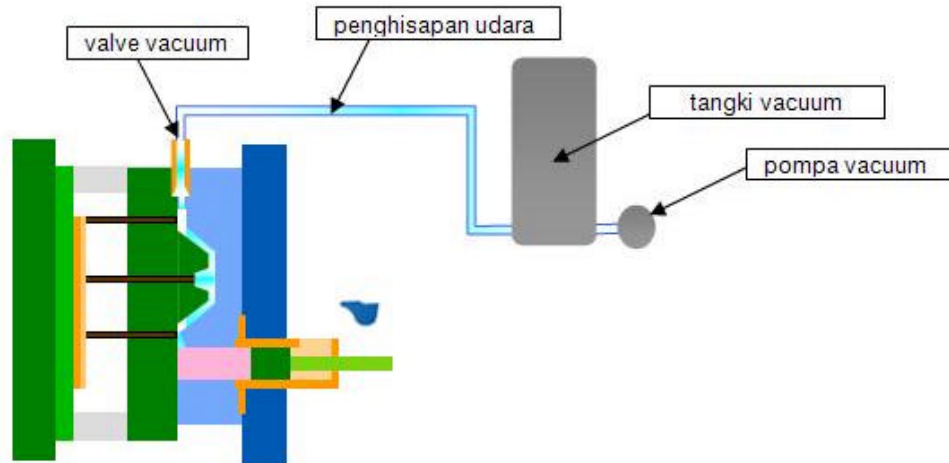 penghisapan udara
valve vacuum
tangki vacuum
pompa vacuum